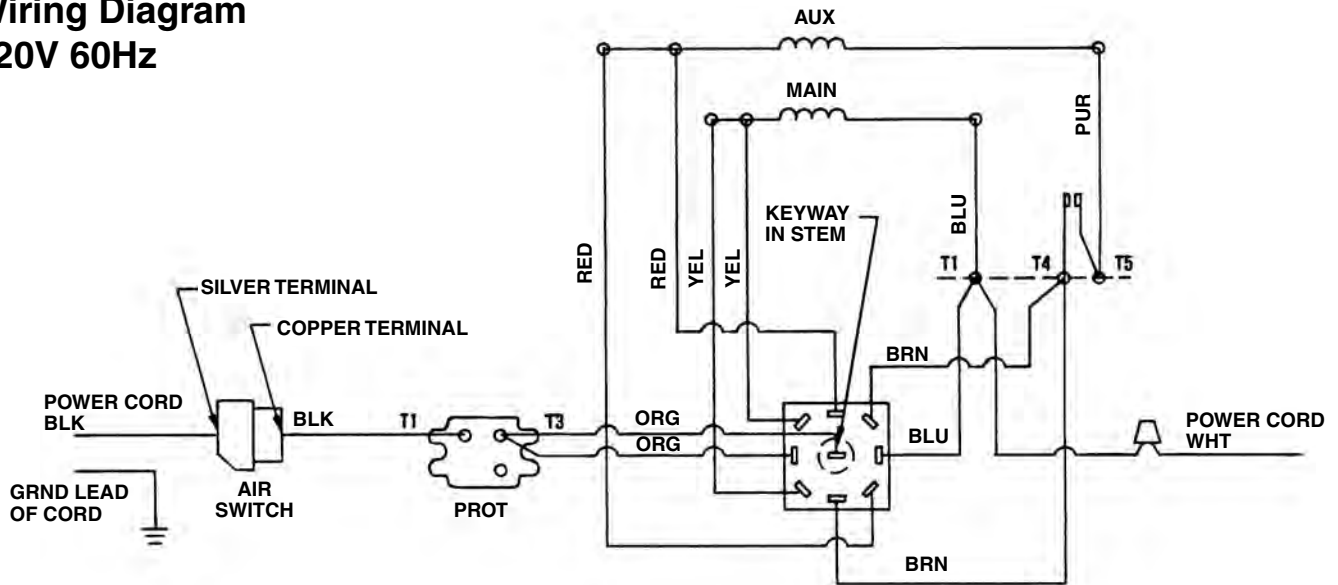 Wiring Diagram
20V 60Hz
AUX
MAIN
PUR
KEYWAY
IN STEM
BLU
RED
RED
YEL
YEL
T1
T4
T5
SILVER TERMINAL
COPPER TERMINAL
BRN
POWER CORD
BLK
BLK
T1
T3
ORG
ORG
BLU
POWER CORD
WHT
GRND LEAD
OF CORD
AIR
SWITCH
PROT
BRN